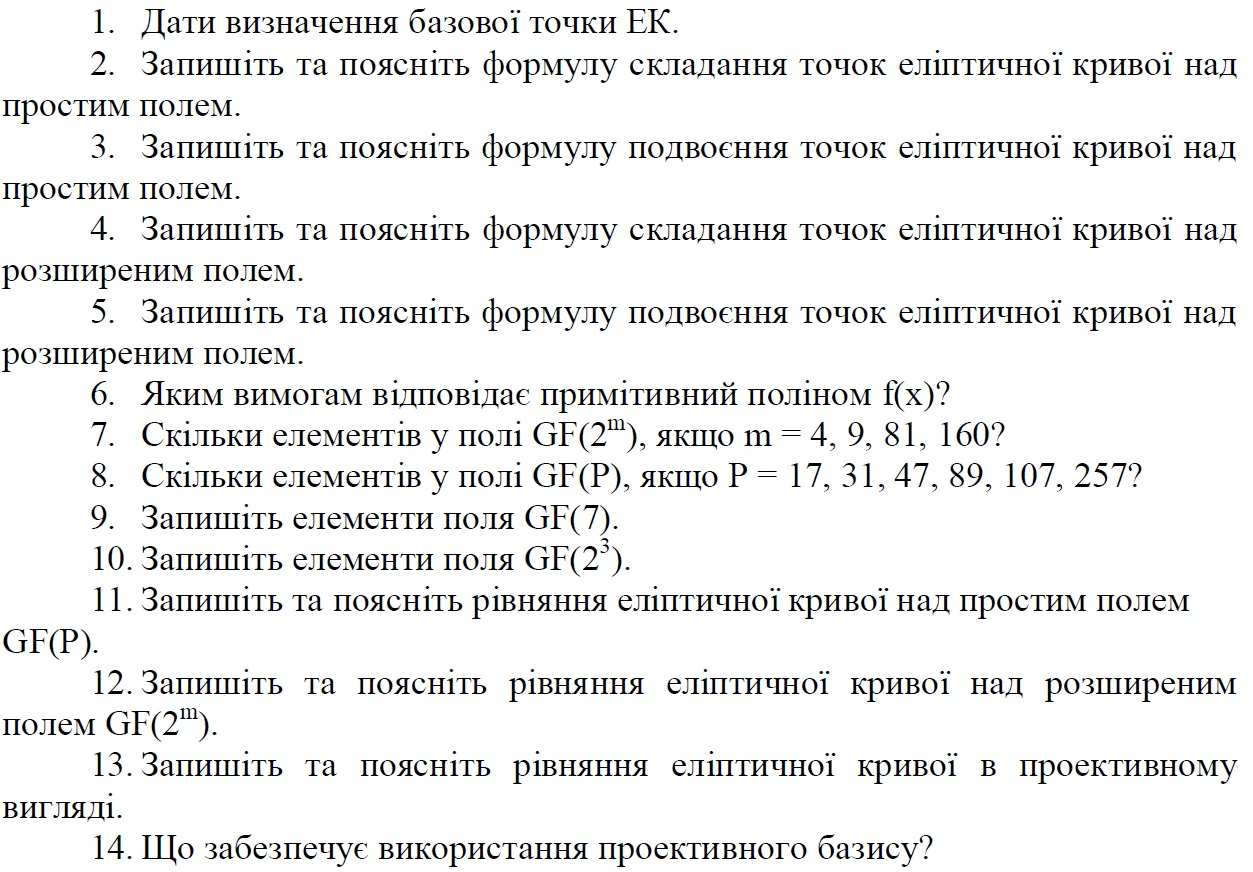 1. Дати визначення базової точки ЕК.
2. Запишіть та поясніть формулу складання точок еліптичної кривої над
простим полем.
3. Запишіть та поясніть формулу подвоєння точок еліптичної кривої над
простим полем.
4. Запишіть та поясніть формулу складання точок еліптичної кривої над
розширеним полем.
5. Запишіть та поясніть формулу подвоєння точок еліптичної кривої над
розширеним полем.
6. Яким вимогам відповідає примітивний поліном f(x)?
7. Скільки елементів у полі GF(2^m), якщо m = 4, 9, 81, 160?
8. Скільки елементів у полі GF(P), якщо P = 17, 31, 47, 89, 107, 257?
9. Запишіть елементи поля GF(7).
10. Запишіть елементи поля GF(2^3).
11. Запишіть та поясніть рівняння еліптичної кривої над простим полем
GF(P).
12. Запишіть та поясніть рівняння еліптичної кривої над розширеним
полем GF(2^m).
13. Запишіть та поясніть рівняння еліптичної кривої в проективному
вигляді.
14. Що забезпечує використання проективного базису?